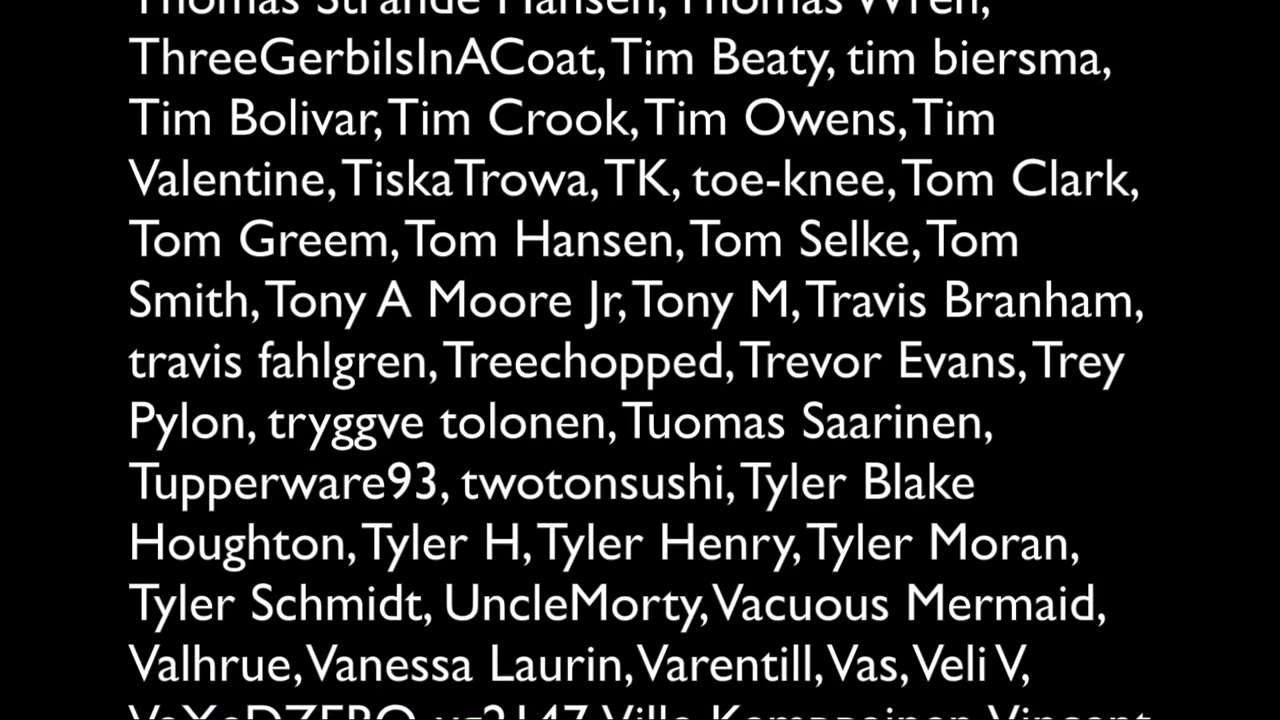 Thomas Strande Hansen, Thomas Wren,
ThreeGerbilsInACoat, Tim Beaty, tim biersma,
Tim Bolivar, Tim Crook, Tim Owens, Tim
Valentine, TiskaTrowa, TK, toe-knee, Tom Clark,
Tom Greem, Tom Hansen, Tom Selke, Tom
Smith, Tony A Moore Jr, Tony M, Travis Branham,
travis fahlgren, Treechopped, Trevor Evans, Trey
Pylon, tryggve tolonen, Tuomas Saarinen,
Tupperware93, twotonsushi, Tyler Blake
Houghton, Tyler H, Tyler Henry, Tyler Moran,
Tyler Schmidt, UncleMorty, Vacuous Mermaid,
Valhrue, Vanessa Laurin, Varentill, Vas, Veli V,
Ville Vincent